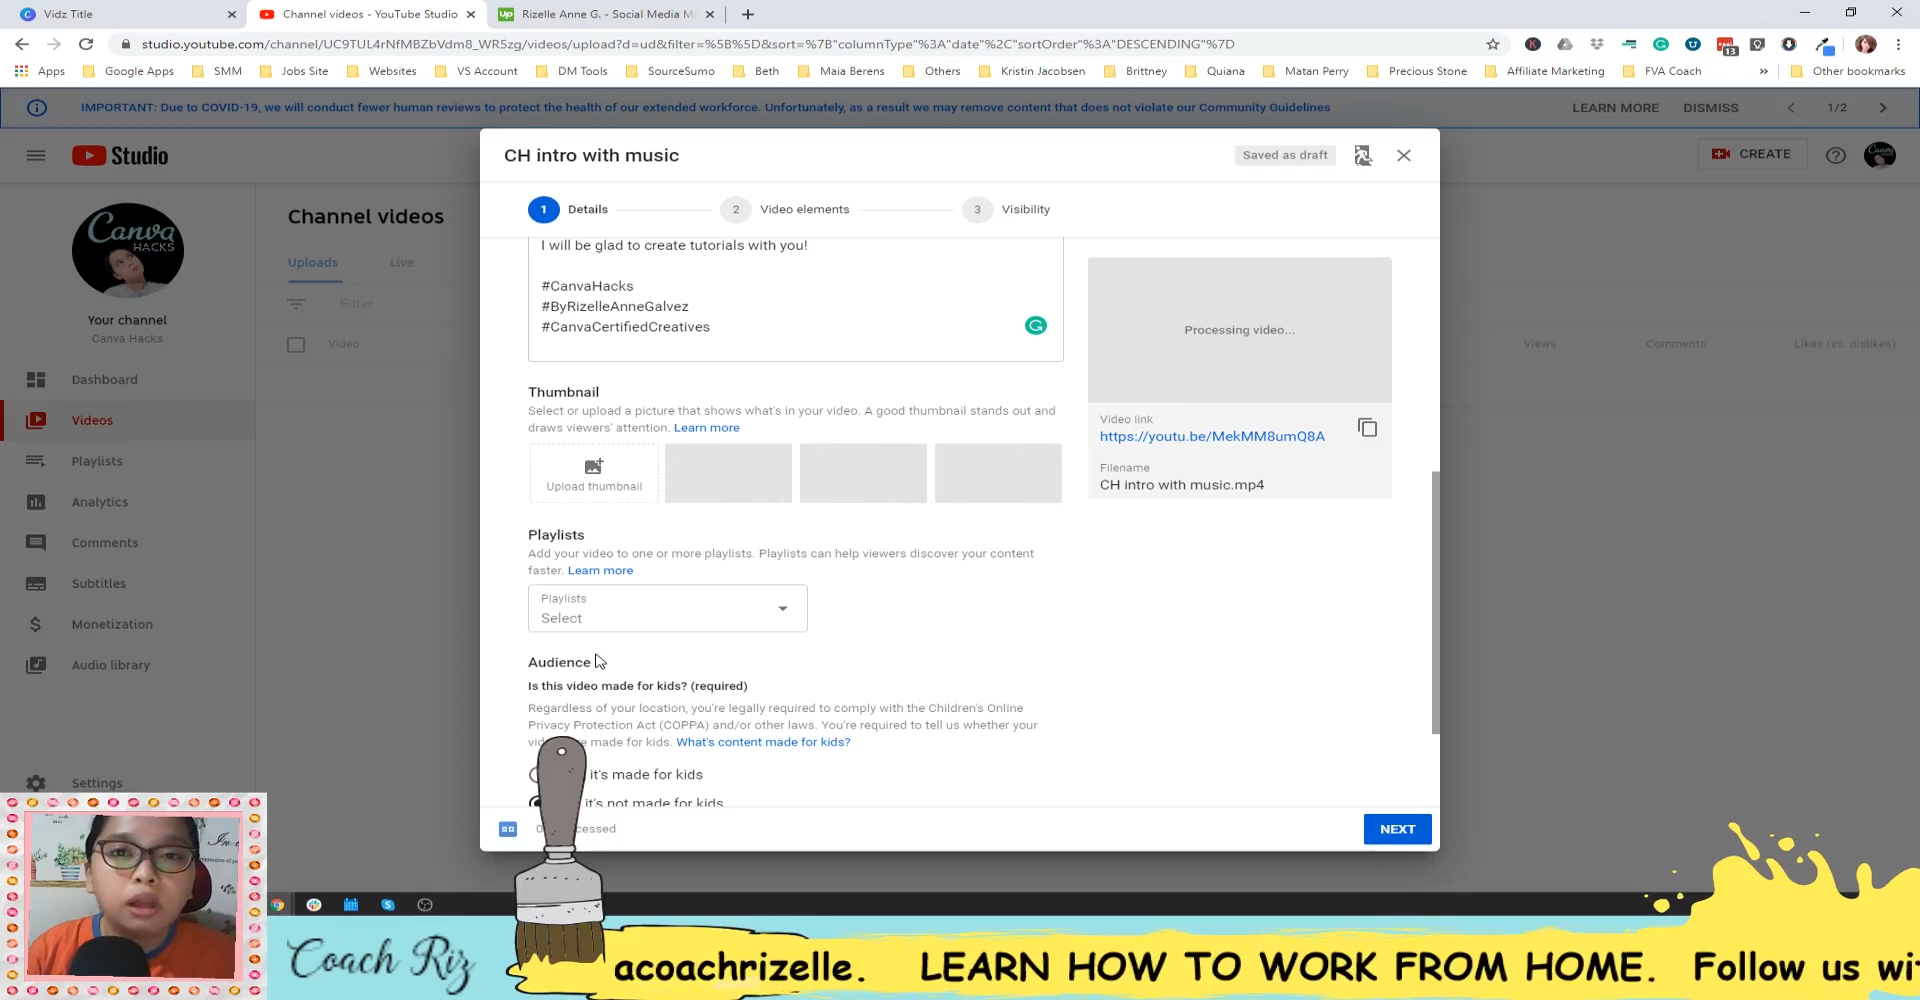 Vidz Title
Channel videos - YouTube Studio
Rizelle Anne G. - Social Media M
studio.youtube.com/channel/UC9TUL4rNfMBZbVdm8_WR5zg/videos/upload?d=ud&filter=%5B%5D&sort=%7B"columnType"%3A"date"%2C"sortOrder"%3A"DESCENDING"%7D
13
Apps Google Apps SMM Jobs Site Websites VS Account DM Tools SourceSumo Beth Maia Berens Others Kristin Jacobsen Brittney Quiana Matan Perry Precious Stone Affiliate Marketing FVA Coach » Other bookmarks
IMPORTANT: Due to COVID-19, we will conduct fewer human reviews to protect the health of our extended workforce. Unfortunately, as a result we may remove content that does not violate our Community Guidelines LEARN MORE DISMISS 1/2
Studio
CREATE
CH intro with music
Saved as draft
1 Details 2 Video elements 3 Visibility
Canva
HACKS
Your channel
Canva Hacks
Dashboard
Videos
Playlists
Analytics
Comments
Subtitles
Monetization
Audio library
Settings
Channel videos
Uploads Live
Filter
Video
Views Comments Likes (vs. dislikes)
I will be glad to create tutorials with you!
#CanvaHacks
#ByRizelleAnneGalvez
#CanvaCertifiedCreatives
Thumbnail
Select or upload a picture that shows what's in your video. A good thumbnail stands out and
draws viewers' attention. Learn more
Upload thumbnail
Playlists
Add your video to one or more playlists. Playlists can help viewers discover your content
faster. Learn more
Playlists
Select
Audience
Is this video made for kids? (required)
Regardless of your location, you're legally required to comply with the Children's Online
Privacy Protection Act (COPPA) and/or other laws. You're required to tell us whether your
made for kids. What's content made for kids?
it's made for kids
it's not made for kids
Processing video...
Video link
https://youtu.be/MekMM8umQ8A
Filename
CH intro with music.mp4
NEXT
Coach Riz
acoachrizelle. LEARN HOW TO WORK FROM HOME. Follow us wi